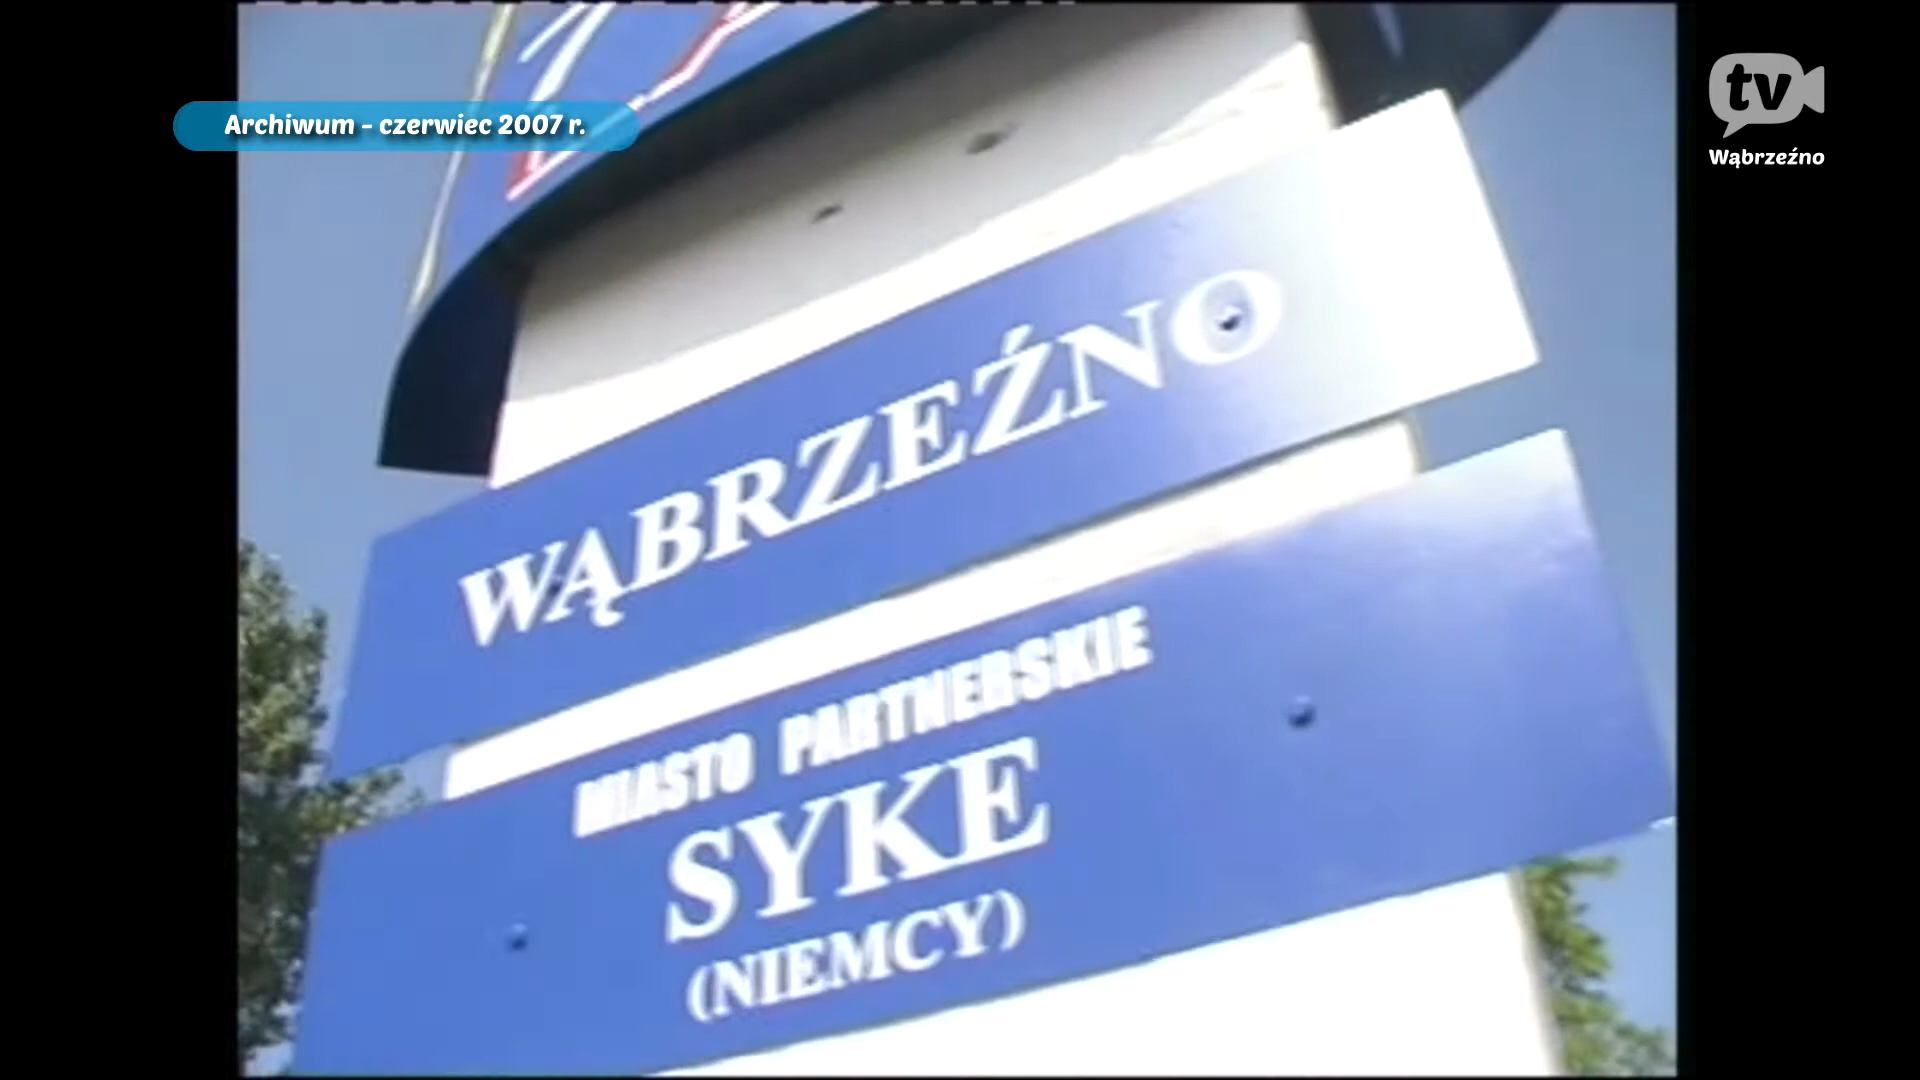 Archiwum - czerwiec 2007 r.
tv
Wąbrzeźno
WĄBRZEŹNO
MIASTO PARTNERSKIE
SYKE
(NIEMCY)